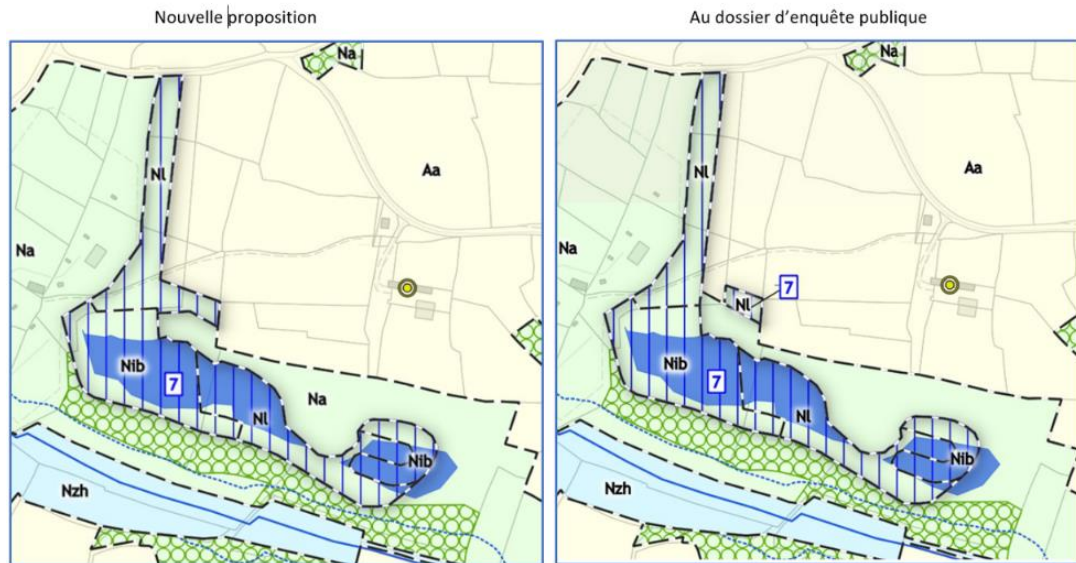 Nouvelle proposition
Au dossier d'enquête publique
Na
Nl
Aa
Na
Nib
7
Na
Nl
Nib
Nzh
Na
Nl
Aa
Na
7
Nl
Nib
7
Nl
Nib
Nzh